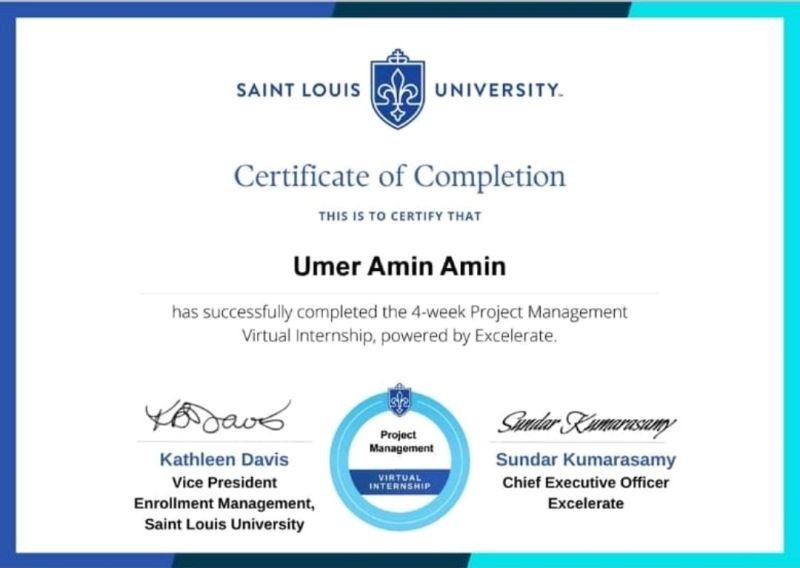 SAINT LOUIS UNIVERSITY™
Certificate of Completion
THIS IS TO CERTIFY THAT
Umer Amin Amin
has successfully completed the 4-week Project Management
Virtual Internship, powered by Excelerate.
KBDavis
Kathleen Davis
Vice President
Enrollment Management,
Saint Louis University
Project
Management
VIRTUAL
INTERNSHIP
Sundar Kumarasamy
Sundar Kumarasamy
Chief Executive Officer
Excelerate